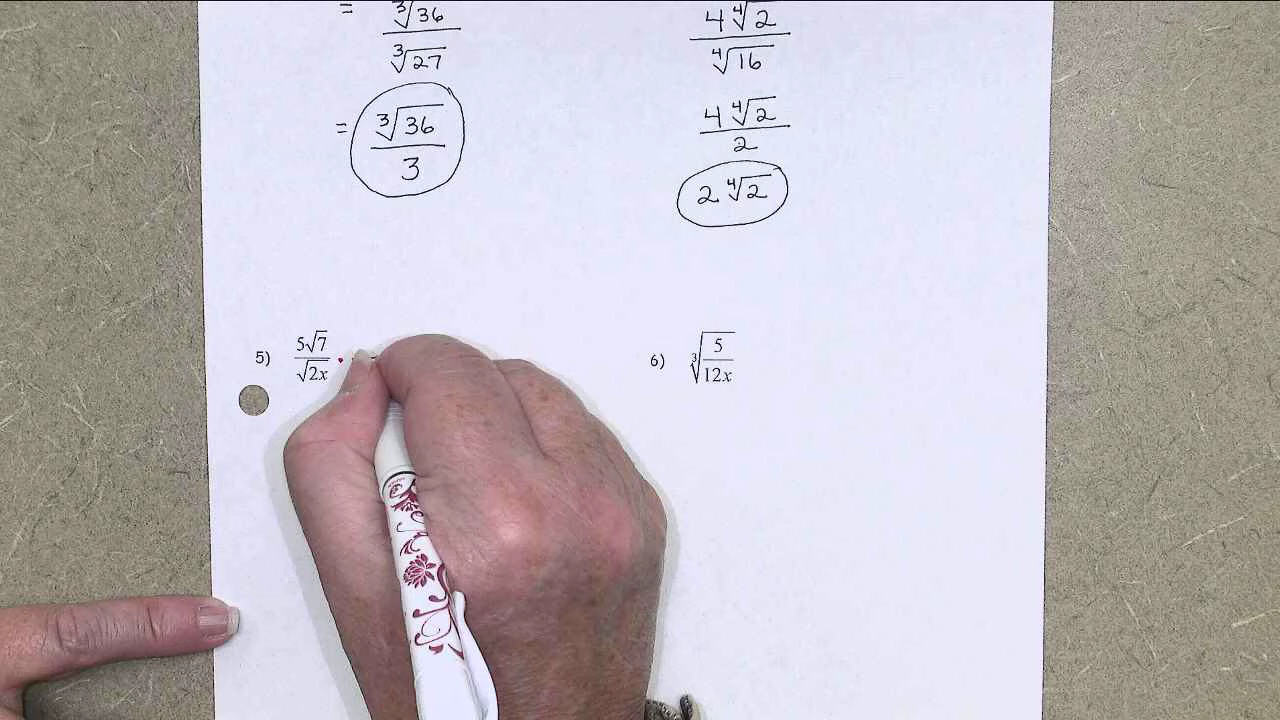 = ∛36 / ∛27
= ∛36 / 3
4∜2 / ∜16
4∜2 / 2
2∜2
5) 5√7 / √2x ·
6) ∛(5 / 12x)